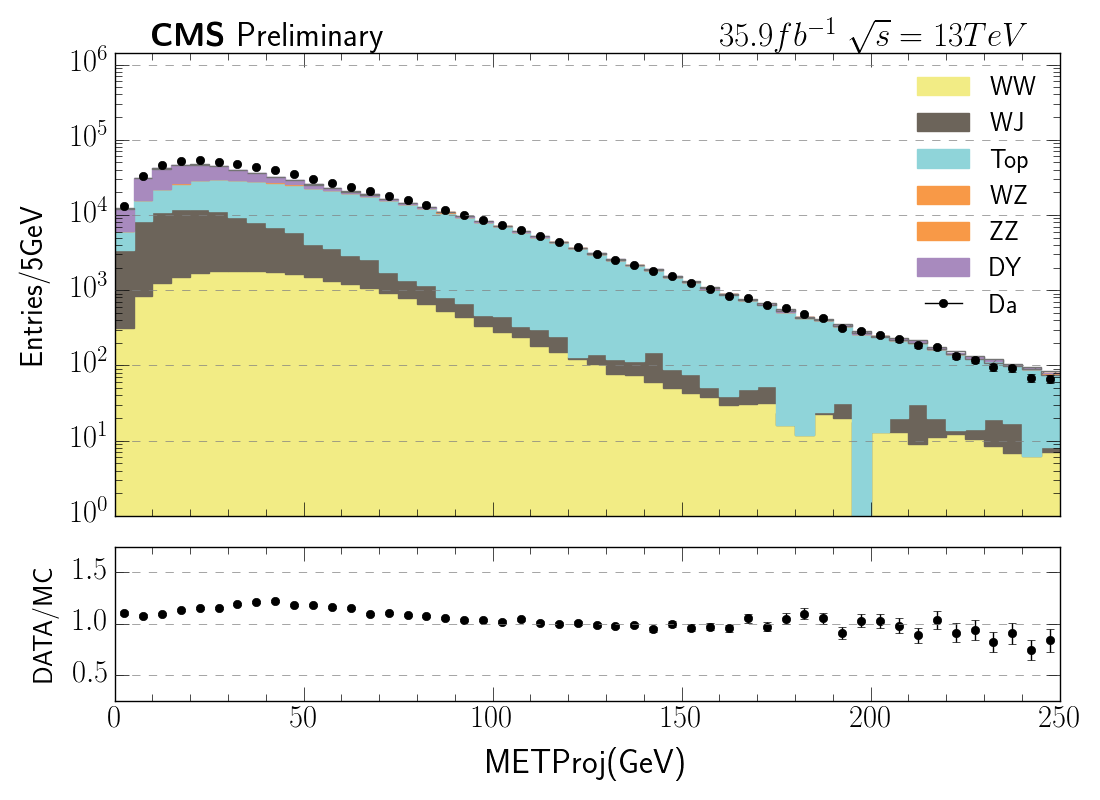 CMS Preliminary 35.9fb⁻¹ √s = 13TeV
10⁶
10⁵
10⁴
10³
10²
10¹
10⁰
Entries/5GeV
WW
WJ
Top
WZ
ZZ
DY
Da
1.5
1.0
0.5
DATA/MC
0 50 100 150 200 250
METProj(GeV)